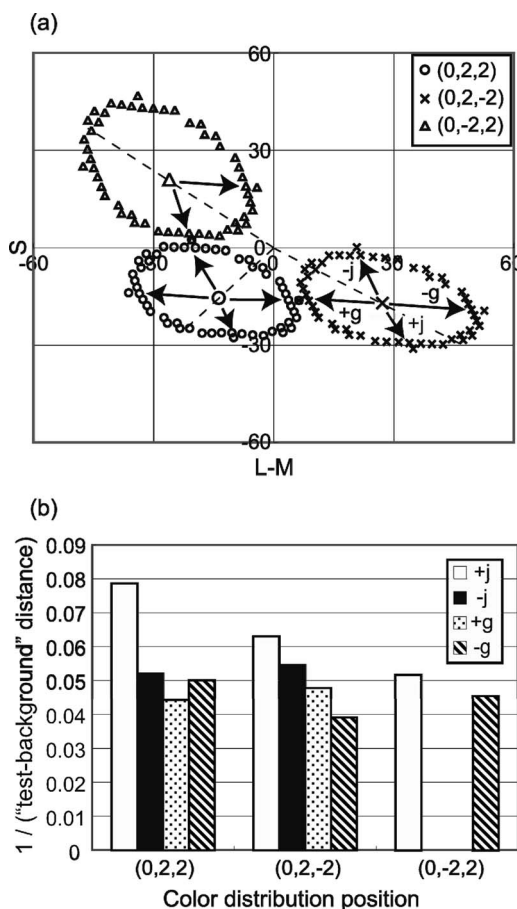 (a)
60
(0,2,2)
(0,2,-2)
(0,-2,2)
30
S
-60
-30
0
30
60
-j
-g
+g
+j
-30
-60
L-M
(b)
1 / (“test-background” distance)
0.09
0.08
0.07
0.06
0.05
0.04
0.03
0.02
0.01
0
+j
-j
+g
-g
(0,2,2) (0,2,-2) (0,-2,2)
Color distribution position